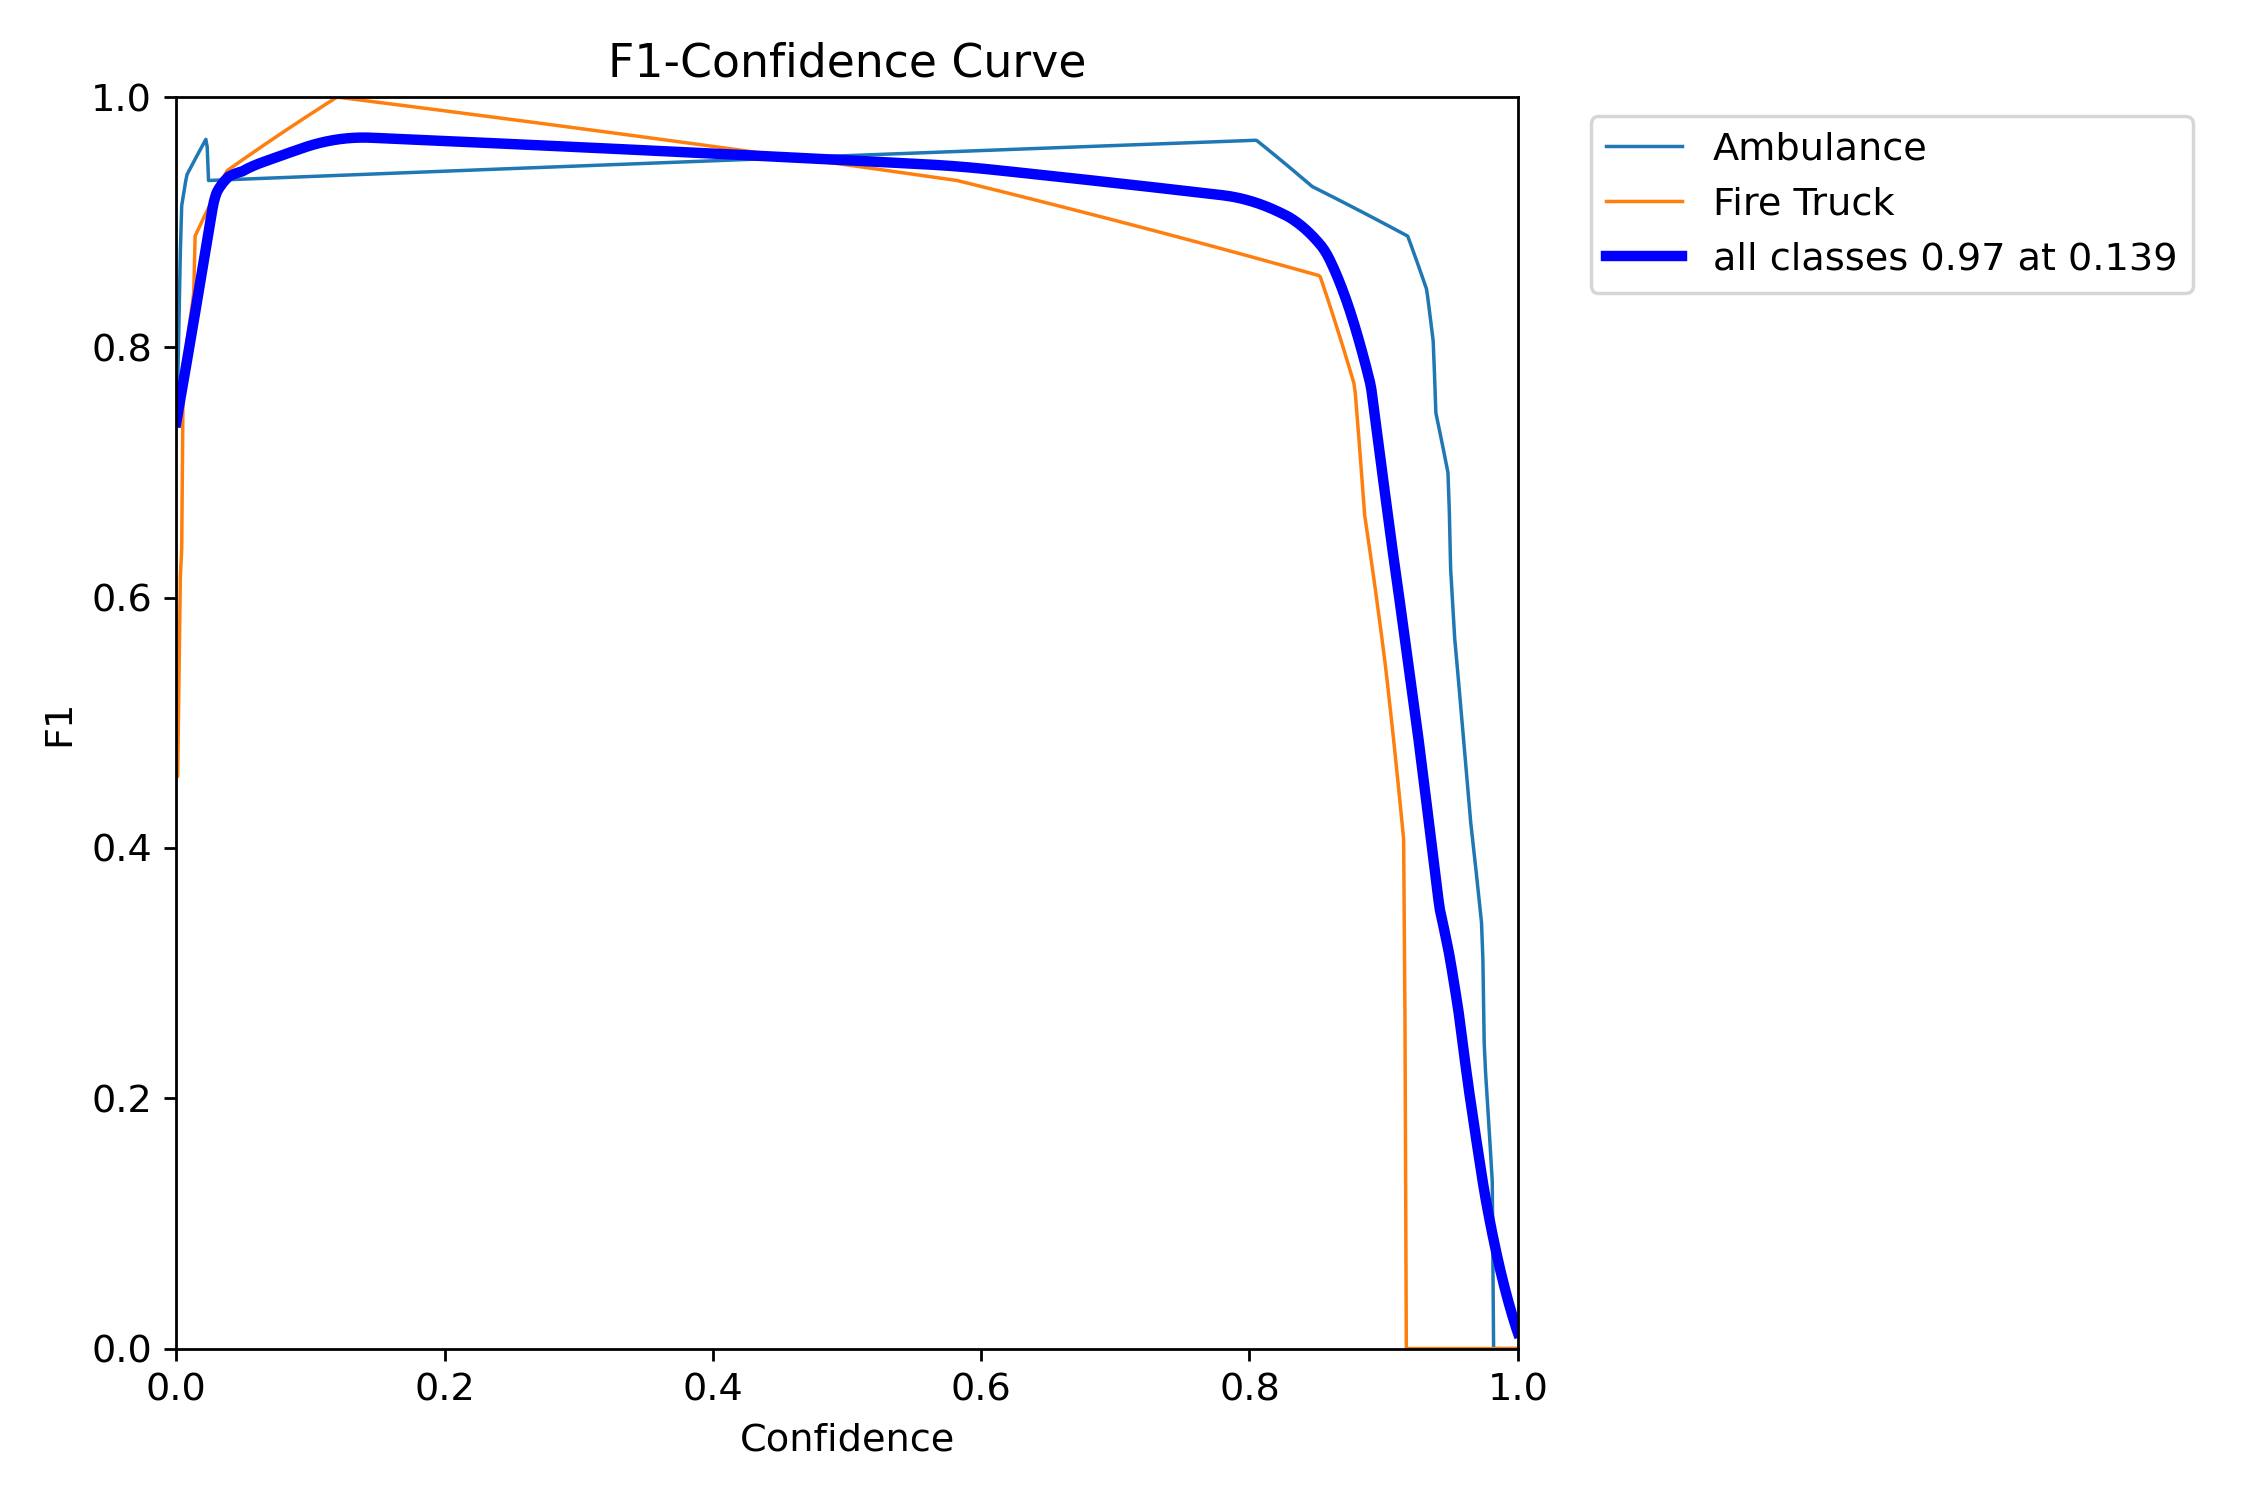 F1-Confidence Curve
1.0
0.8
0.6
0.4
0.2
0.0
F1
0.0 0.2 0.4 0.6 0.8 1.0
Confidence
Ambulance
Fire Truck
all classes 0.97 at 0.139